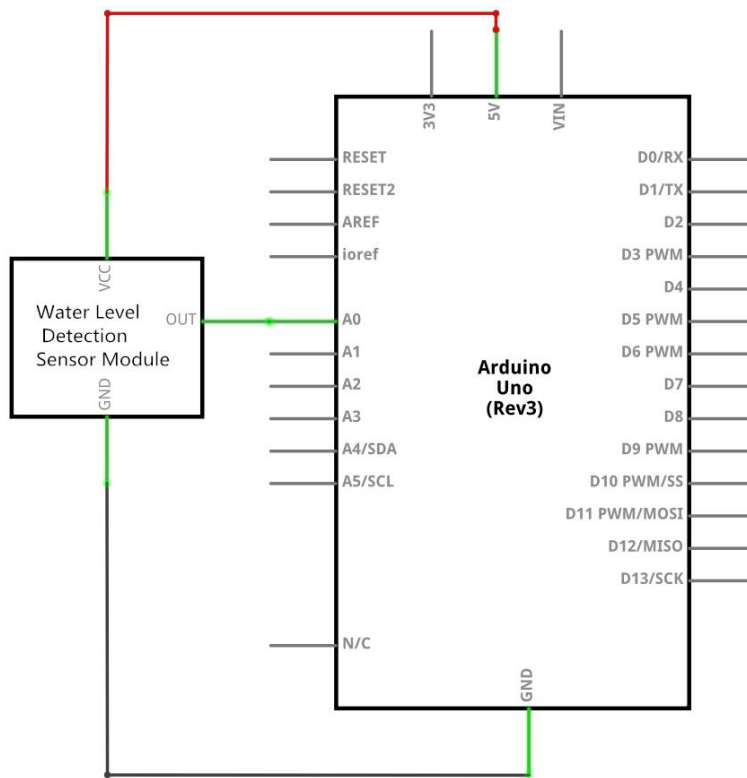 3V3
5V
VIN
RESET
RESET2
AREF
ioref
A0
A1
A2
A3
A4/SDA
A5/SCL
N/C
Arduino
Uno
(Rev3)
D0/RX
D1/TX
D2
D3 PWM
D4
D5 PWM
D6 PWM
D7
D8
D9 PWM
D10 PWM/SS
D11 PWM/MOSI
D12/MISO
D13/SCK
GND
VCC
Water Level
Detection
Sensor Module
OUT
GND